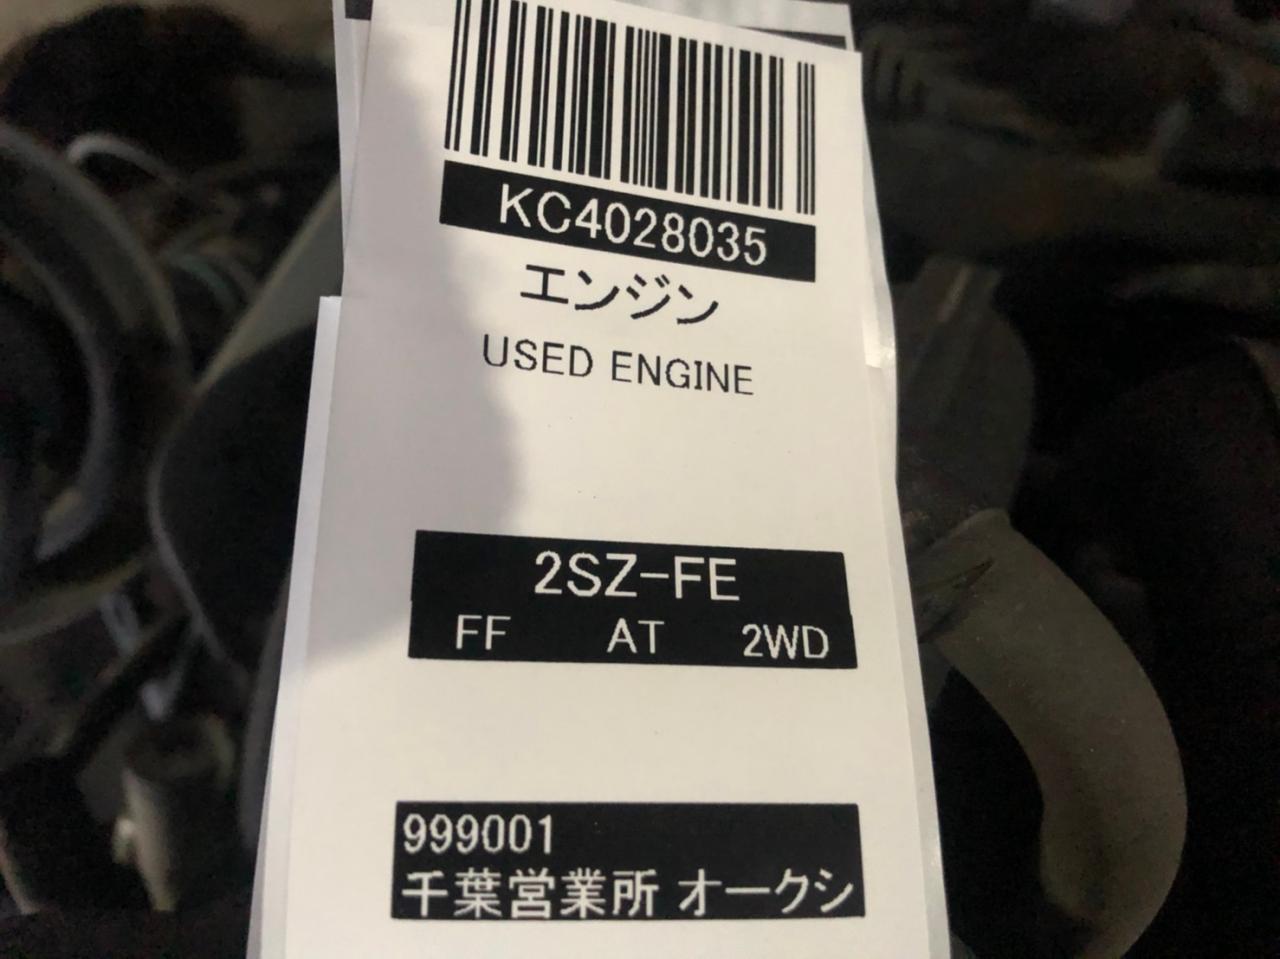 KC4028035
エンジン
USED ENGINE
2SZ-FE
FF AT 2WD
999001
千葉営業所 オークシ